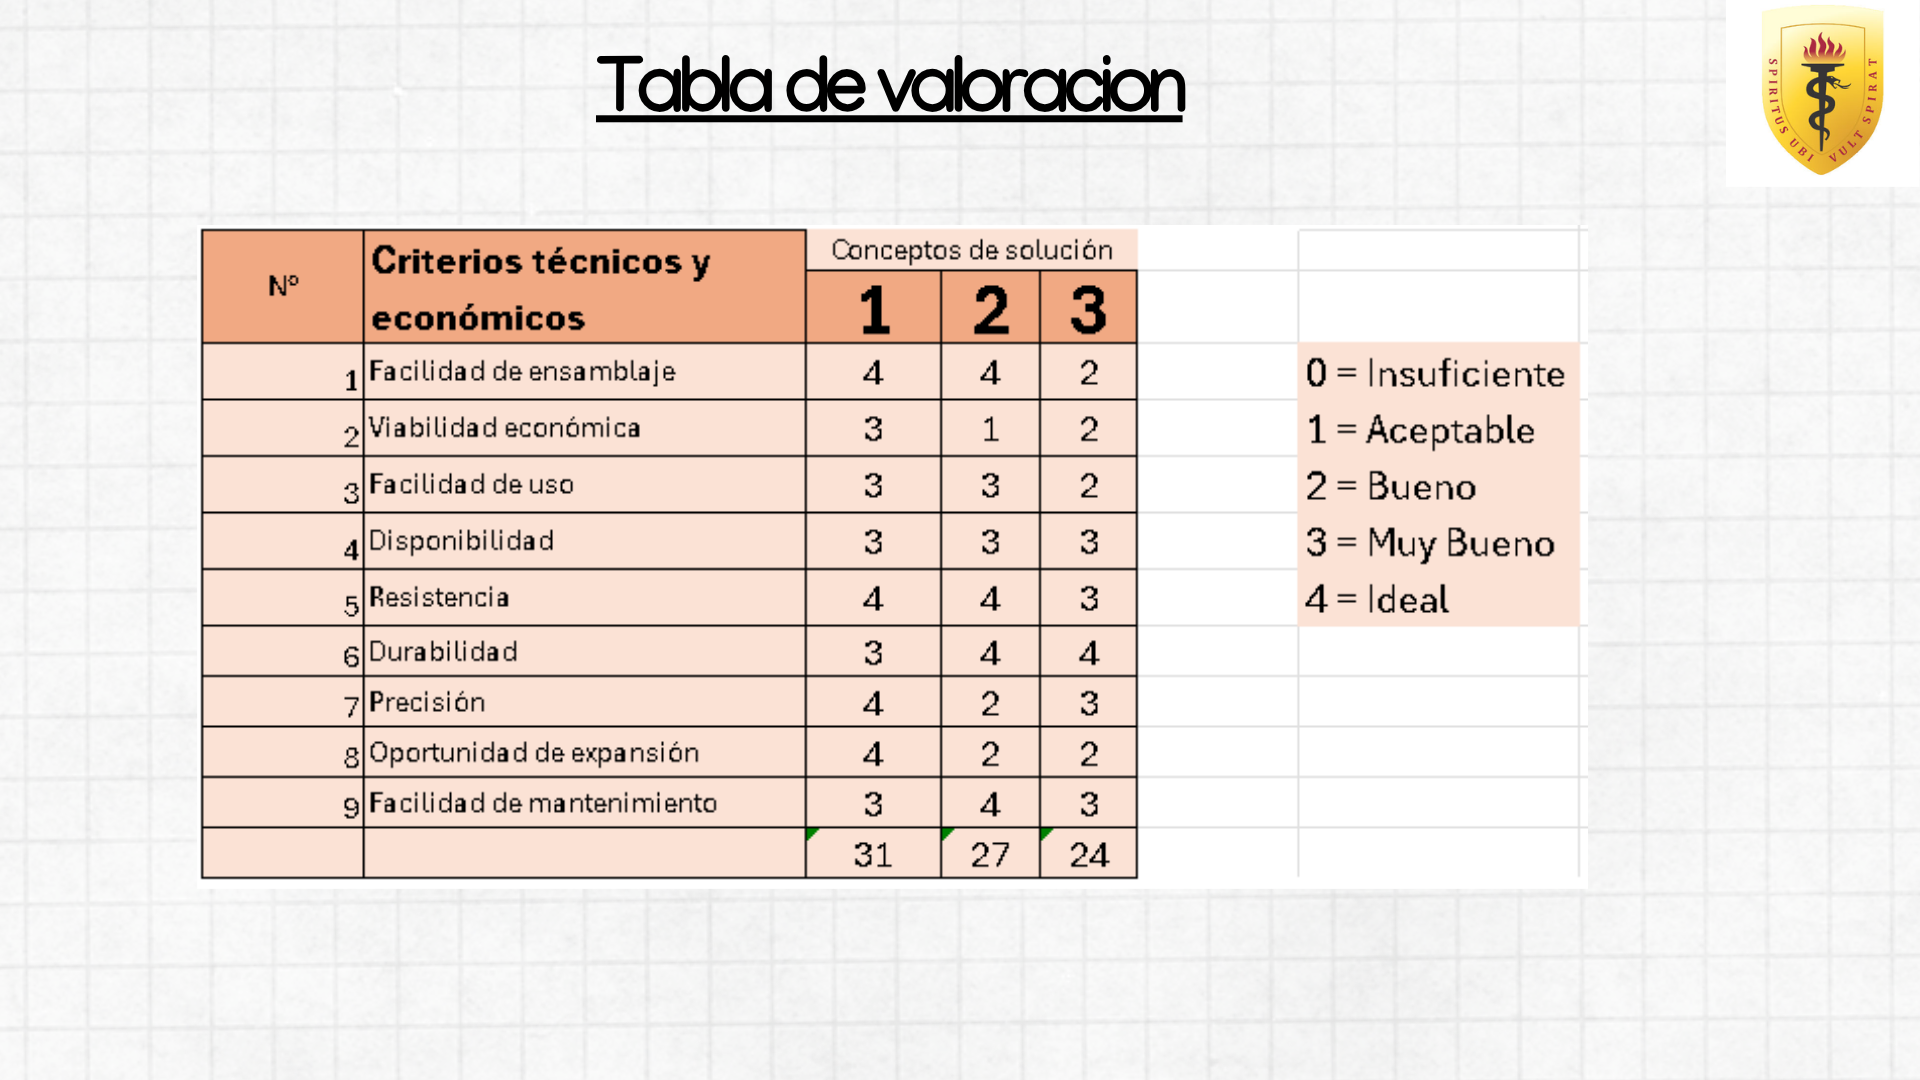 Tabla de valoracion
SPIRITUS UBI VULT SPIRAT
Nº Criterios técnicos y económicos Conceptos de solución
1 2 3
1 Facilidad de ensamblaje 4 4 2
2 Viabilidad económica 3 1 2
3 Facilidad de uso 3 3 2
4 Disponibilidad 3 3 3
5 Resistencia 4 4 3
6 Durabilidad 3 4 4
7 Precisión 4 2 3
8 Oportunidad de expansión 4 2 2
9 Facilidad de mantenimiento 3 4 3
31 27 24
0 = Insuficiente
1 = Aceptable
2 = Bueno
3 = Muy Bueno
4 = Ideal